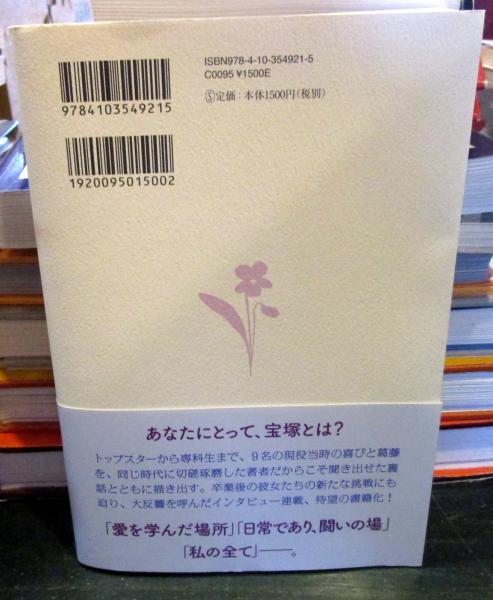 ISBN978-4-10-354921-5
C0095 ¥1500E
Ⓢ定価：本体1500円(税別)
9784103549215
1920095015002
あなたにとって、宝塚とは？
トップスターから専科生まで、9名の現役当時の喜びと葛藤
を、同じ時代に切磋琢磨した著者だからこそ聞き出せた裏
話とともに描き出す。卒業後の彼女たちの新たな挑戦にも
迫り、大反響を呼んだインタビュー連載、待望の書籍化！
「愛を学んだ場所」「日常であり、闘いの場」
「私の全て」――。